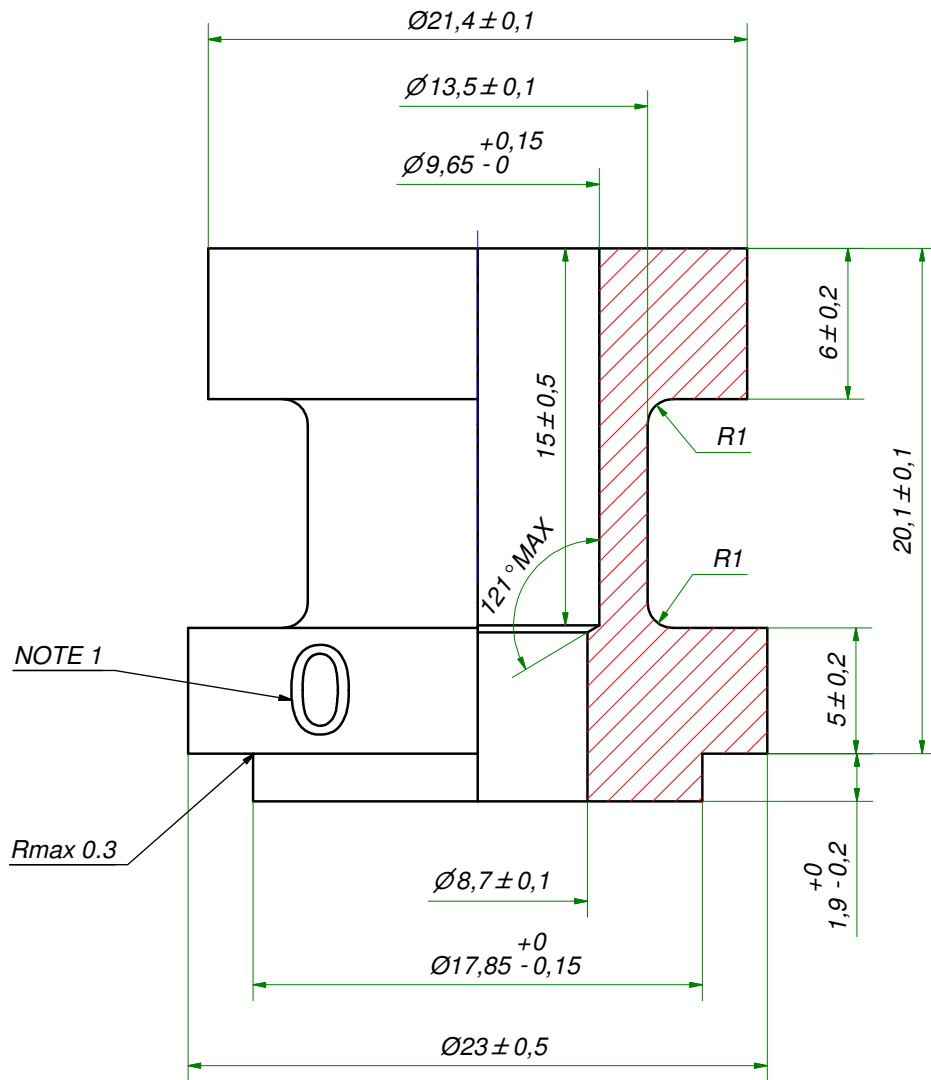 Ø21,4 ± 0,1
Ø13,5 ± 0,1
+0,15
Ø9,65 - 0
6 ± 0,2
15 ± 0,5
R1
20,1 ± 0,1
121° MAX
R1
NOTE 1
0
5 ± 0,2
Rmax 0.3
Ø8,7 ± 0,1
+0
1,9 - 0,2
+0
Ø17,85 - 0,15
Ø23 ± 0,5